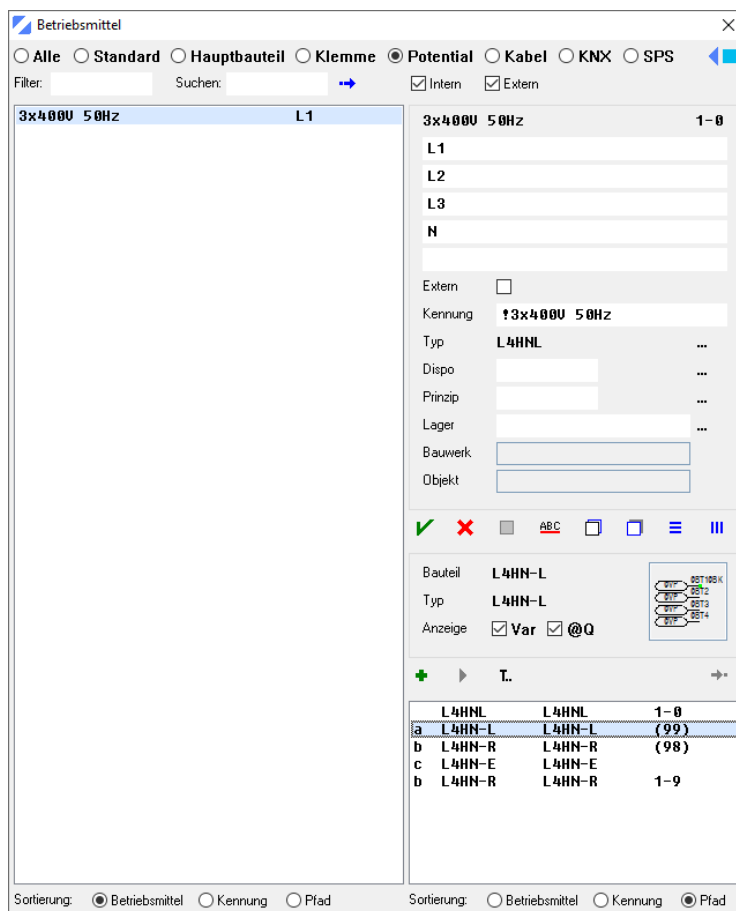 Betriebsmittel
Alle Standard Hauptbauteil Klemme Potential Kabel KNX SPS
Filter: Suchen: Intern Extern
3x400V 50Hz L1
3x400V 50Hz 1-0
L1
L2
L3
N
Extern
Kennung !3x400V 50Hz
Typ L4HNL ...
Dispo ...
Prinzip ...
Lager ...
Bauwerk
Objekt
ABC
Bauteil L4HN-L
Typ L4HN-L
Anzeige Var @Q
T..
L4HNL L4HNL 1-0
a L4HN-L L4HN-L (99)
b L4HN-R L4HN-R (98)
c L4HN-E L4HN-E
b L4HN-R L4HN-R 1-9
Sortierung: Betriebsmittel Kennung Pfad
Sortierung: Betriebsmittel Kennung Pfad